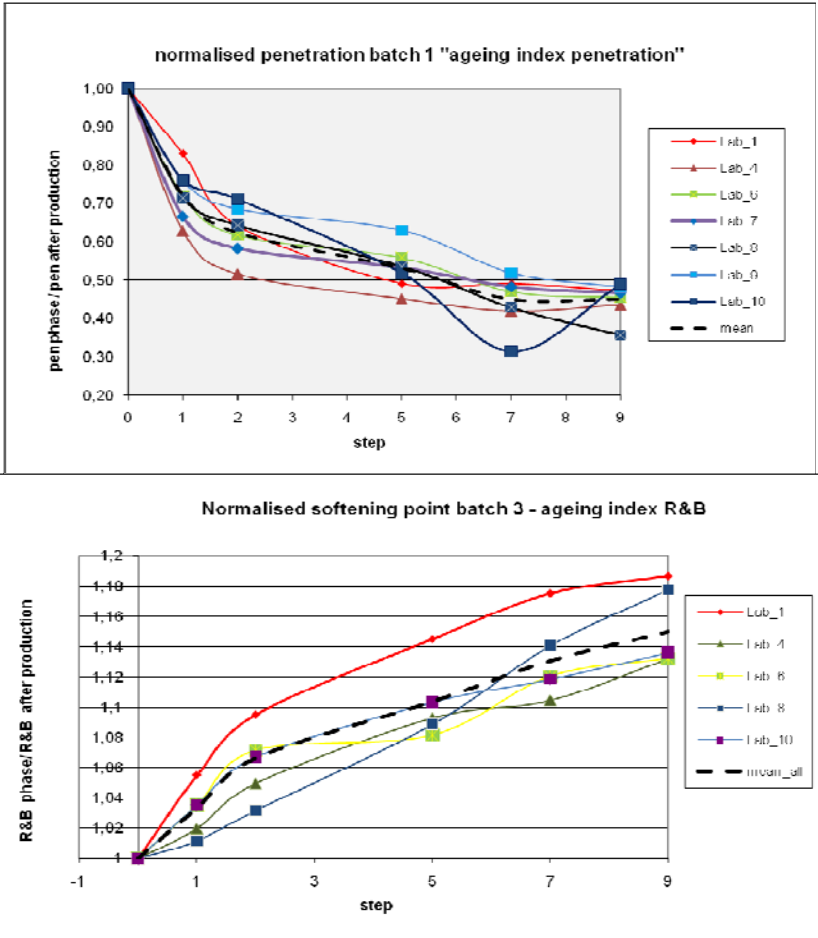 normalised penetration batch 1 "ageing index penetration"
pen phase / pen after production
1,00
0,90
0,80
0,70
0,60
0,50
0,40
0,30
0,20
0 1 2 3 4 5 6 7 8 9
step
Lab_1
Lab_4
Lab_6
Lab_7
Lab_8
Lab_9
Lab_10
mean
Normalised softening point batch 3 - ageing index R&B
R&B phase/R&B after production
1,2
1,18
1,16
1,14
1,12
1,1
1,08
1,06
1,04
1,02
1
-1 1 3 5 7 9
step
Lab_1
Lab_4
Lab_6
Lab_8
Lab_10
mean_all